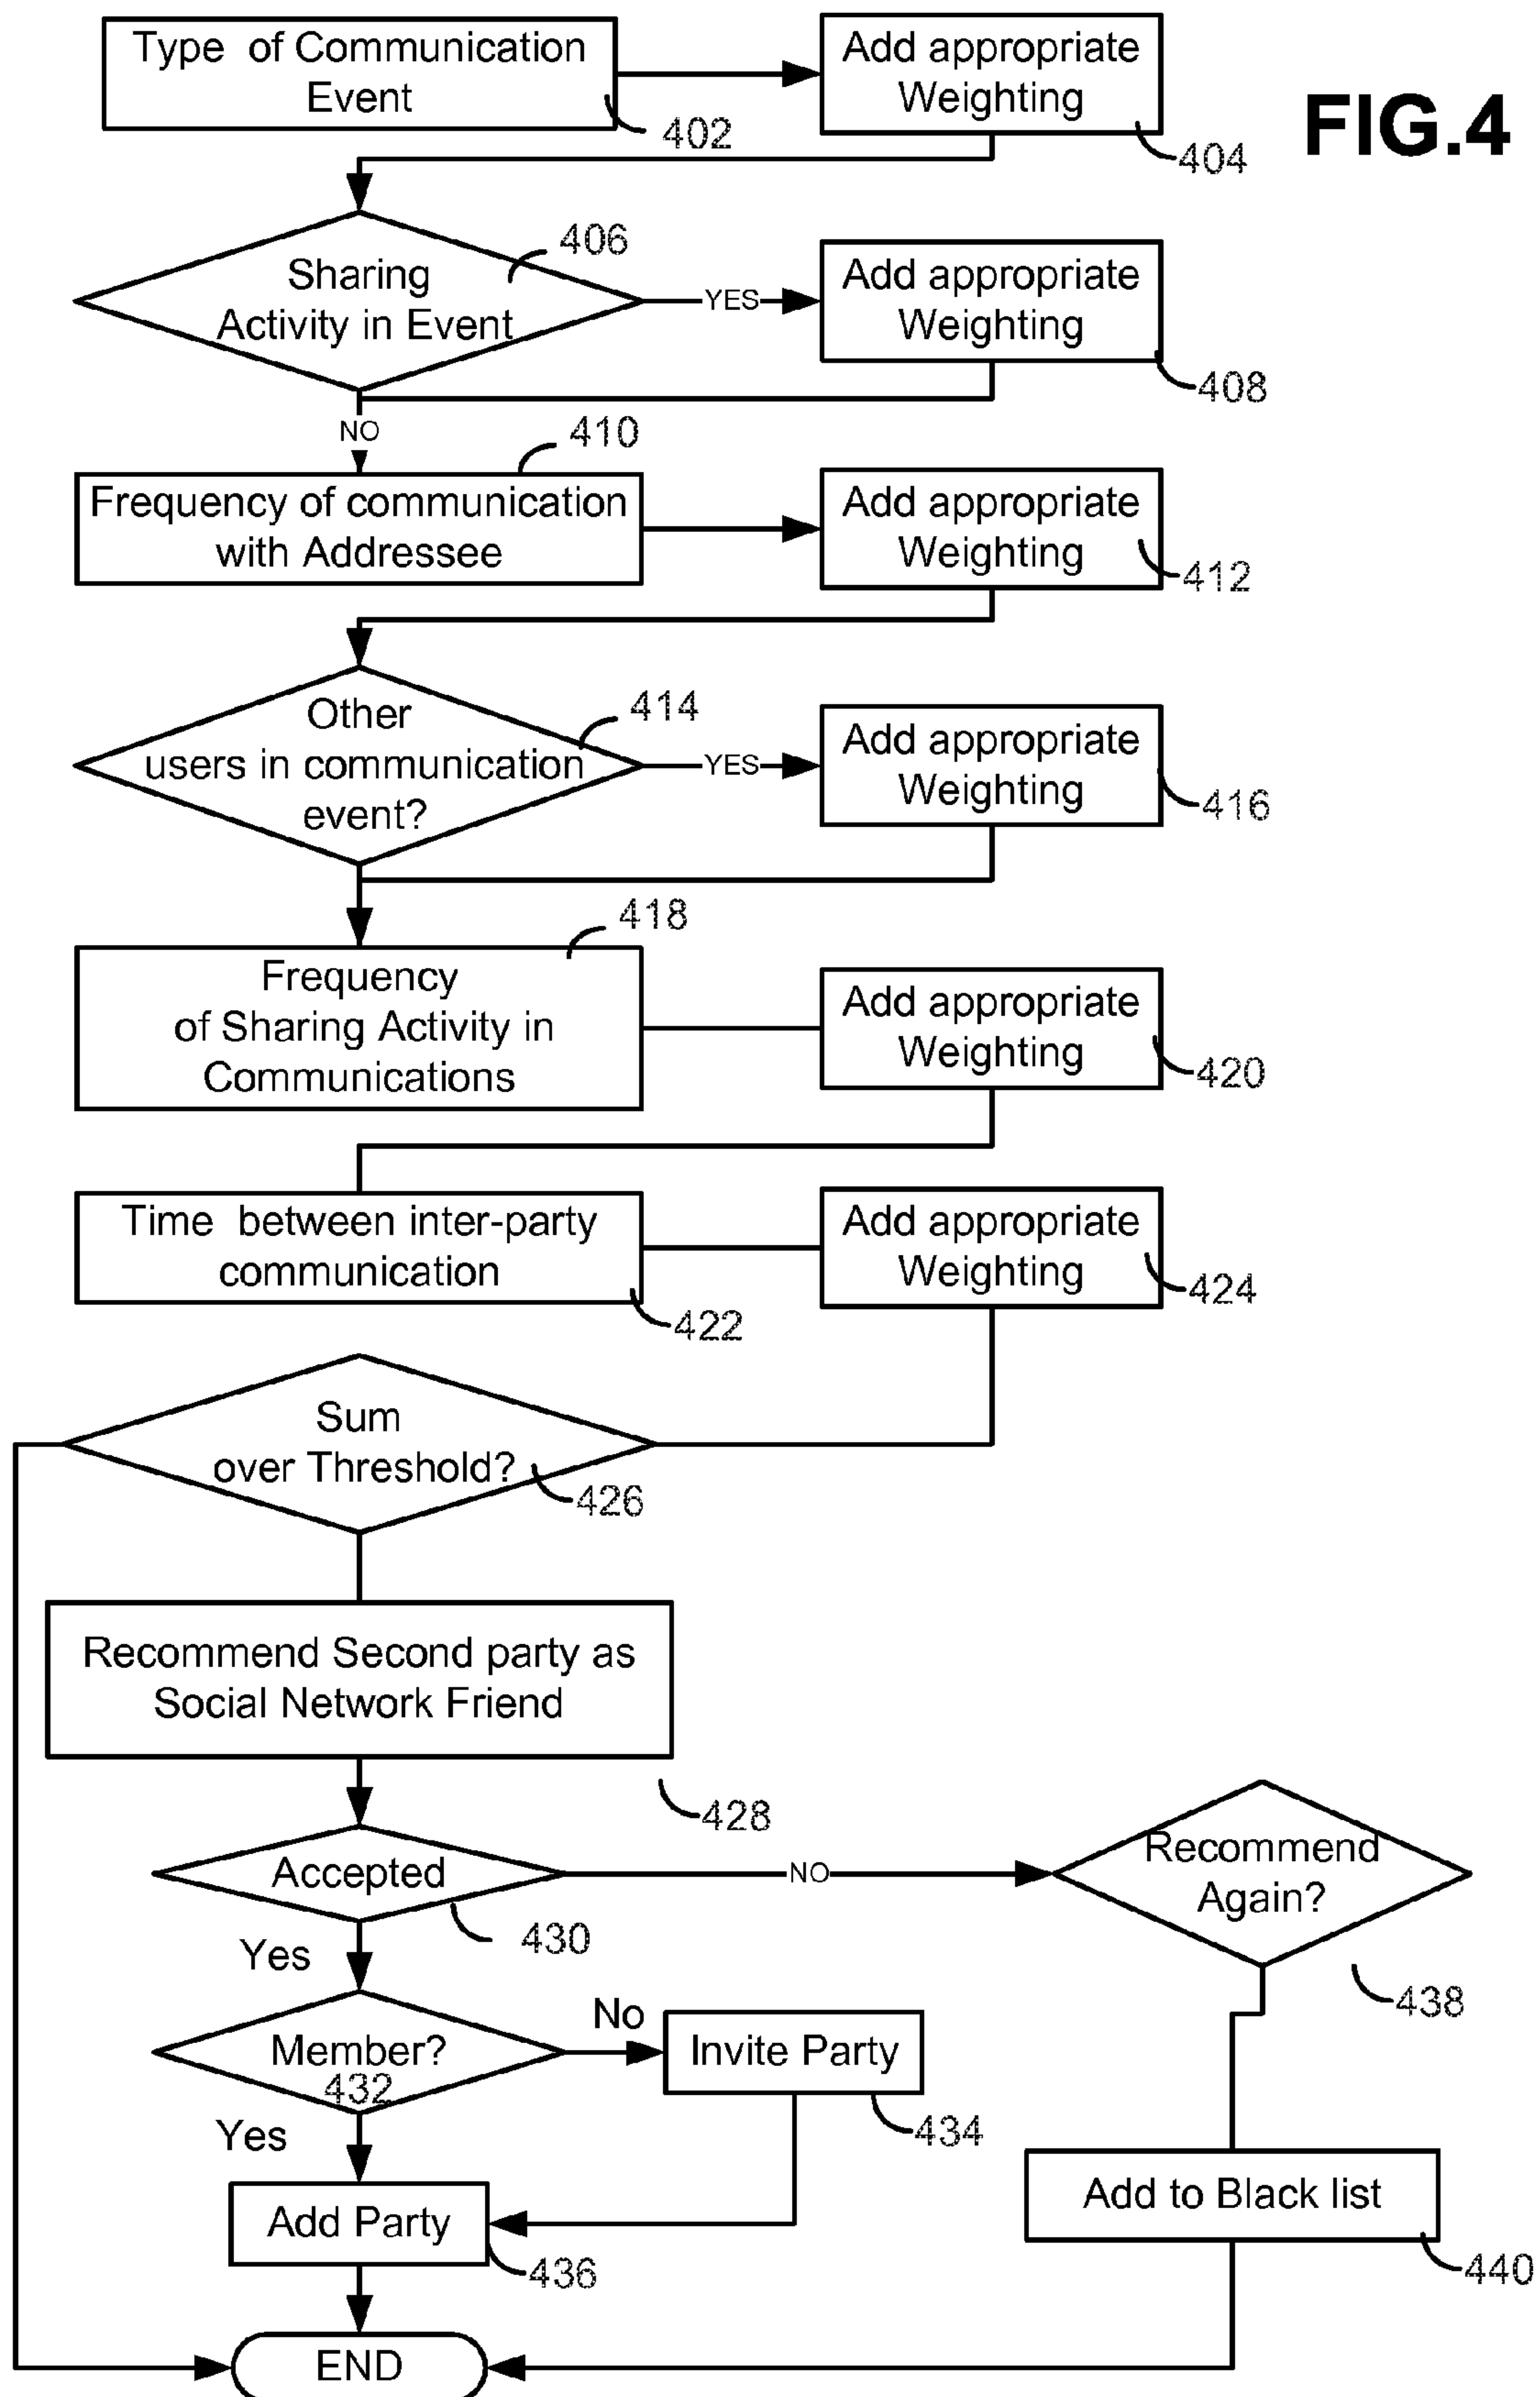 Type of Communication
Event
402
Add appropriate
Weighting
404
FIG.4
Sharing
Activity in Event
406
YES
Add appropriate
Weighting
408
NO
410
Frequency of communication
with Addressee
Add appropriate
Weighting
412
Other
users in communication
event?
414
YES
Add appropriate
Weighting
416
418
Frequency
of Sharing Activity in
Communications
Add appropriate
Weighting
420
Time between inter-party
communication
422
Add appropriate
Weighting
424
Sum
over Threshold?
426
Recommend Second party as
Social Network Friend
428
Accepted
430
NO
Recommend
Again?
438
Yes
Member?
432
No
Invite Party
434
Yes
Add Party
436
Add to Black list
440
END